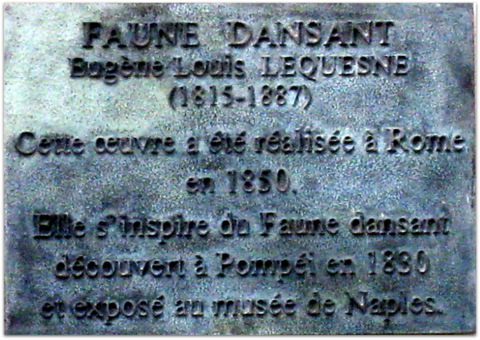 FAUNE DANSANT
Eugène Louis LEQUESNE
(1815-1887)
Cette œuvre a été réalisée à Rome
en 1850.
Elle s'inspire du Faune dansant
découvert à Pompéi en 1830
et exposé au musée de Naples.